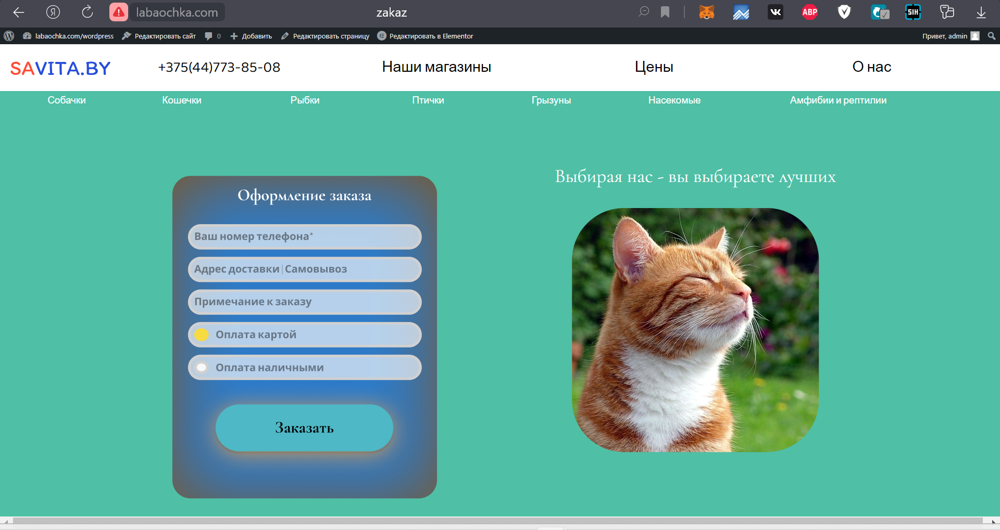 Я labaochka.com zakaz VK ABP SIH
labaochka.com/wordpress Редактировать сайт 0 Добавить Редактировать страницу Редактировать в Elementor Привет, admin
SAVITA.BY +375(44)773-85-08 Наши магазины Цены О нас
Собачки Кошечки Рыбки Птички Грызуны Насекомые Амфибии и рептилии
Выбирая нас - вы выбираете лучших
Оформление заказа
Ваш номер телефона*
Адрес доставки|Самовывоз
Примечание к заказу
Оплата картой
Оплата наличными
Заказать